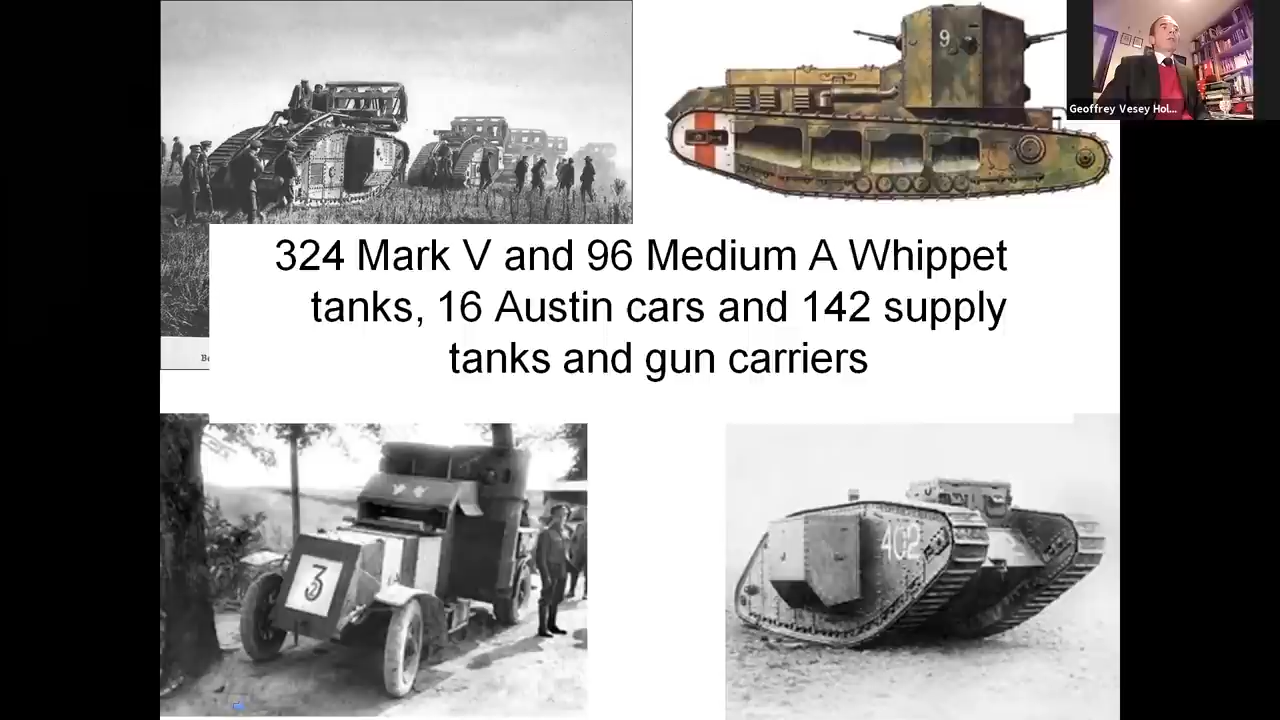 9
Geoffrey Vesey Hol...
324 Mark V and 96 Medium A Whippet
tanks, 16 Austin cars and 142 supply
tanks and gun carriers
3
402